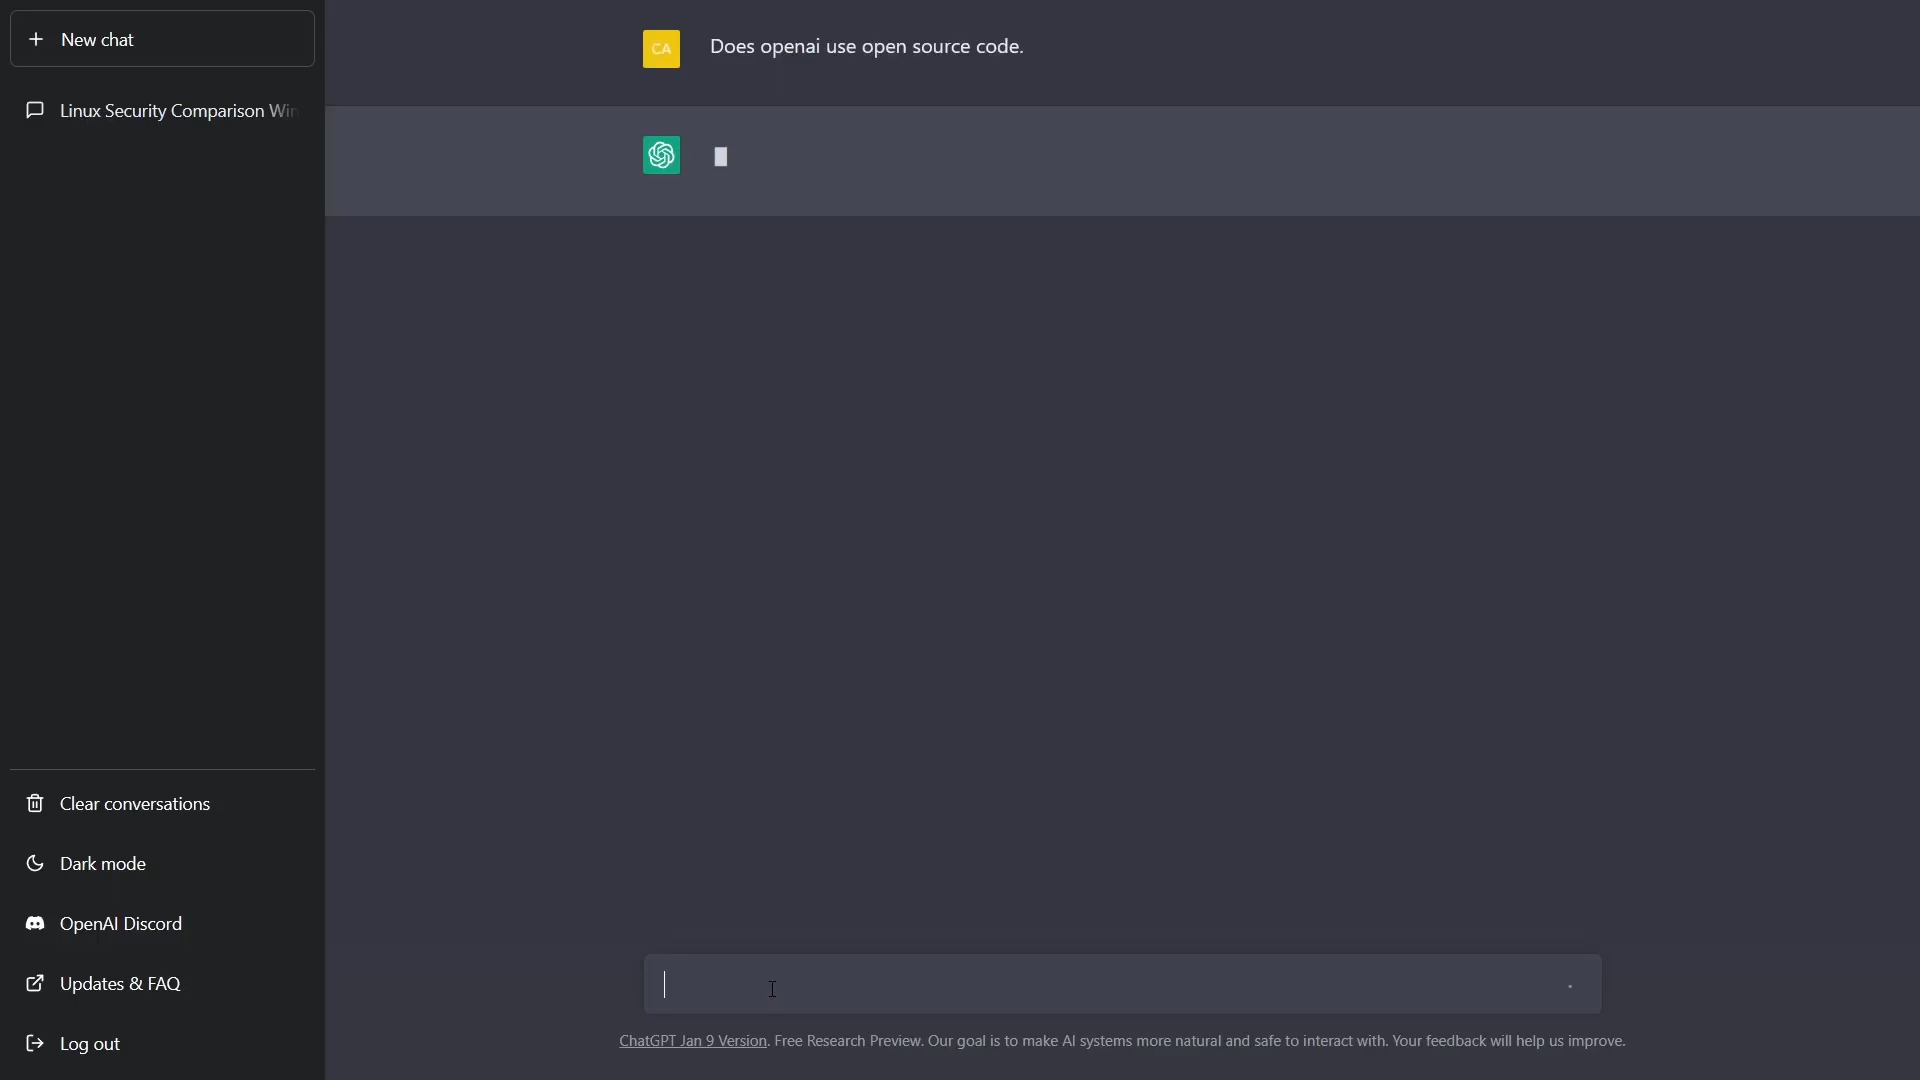 New chat
Linux Security Comparison Win
Clear conversations
Dark mode
OpenAI Discord
Updates & FAQ
Log out
CA
Does openai use open source code.
ChatGPT Jan 9 Version. Free Research Preview. Our goal is to make AI systems more natural and safe to interact with. Your feedback will help us improve.